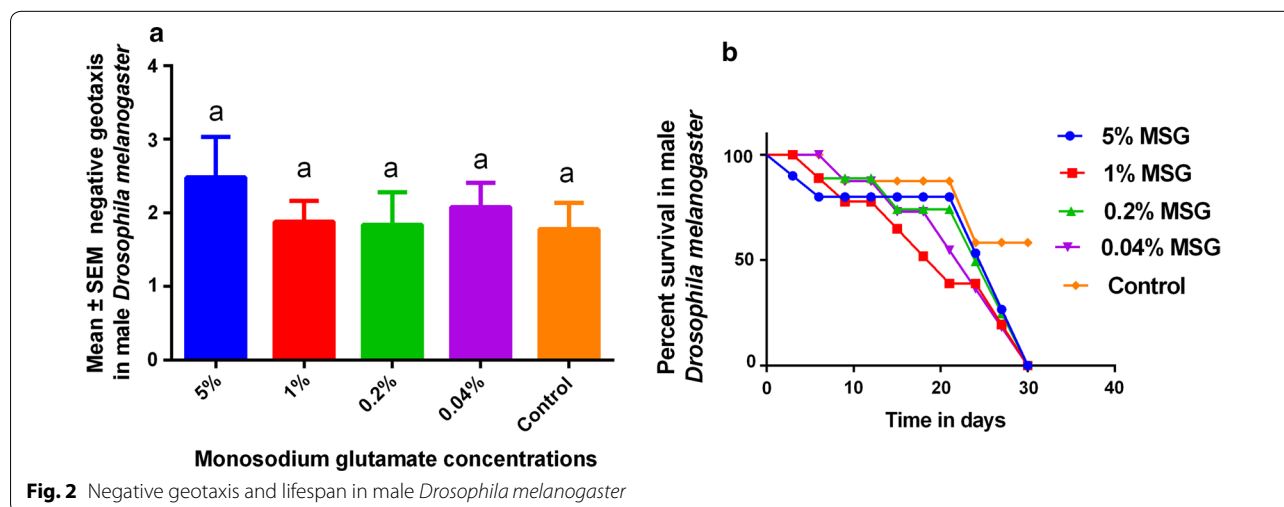 a
Mean ± SEM negative geotaxis
in male Drosophila melanogaster
4
3
2
1
0
a
a
a
a
a
5%
1%
0.2%
0.04%
Control
Monosodium glutamate concentrations
b
Percent survival in male
Drosophila melanogaster
100
50
0
0
10
20
30
40
Time in days
5% MSG
1% MSG
0.2% MSG
0.04% MSG
Control
Fig. 2 Negative geotaxis and lifespan in male Drosophila melanogaster